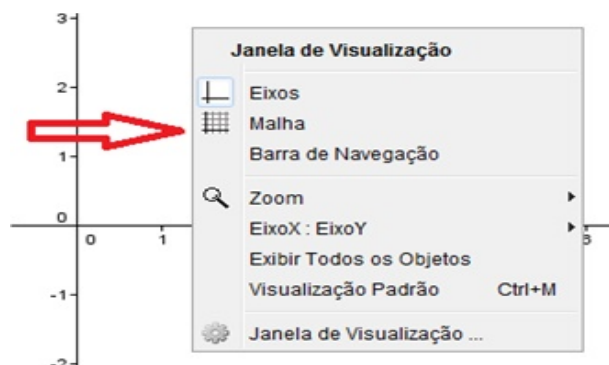 3
Janela de Visualização
2
Eixos
Malha
1
Barra de Navegação
Zoom
0
EixoX : EixoY
0 1
Exibir Todos os Objetos
-1
Visualização Padrão Ctrl+M
Janela de Visualização ...
-2